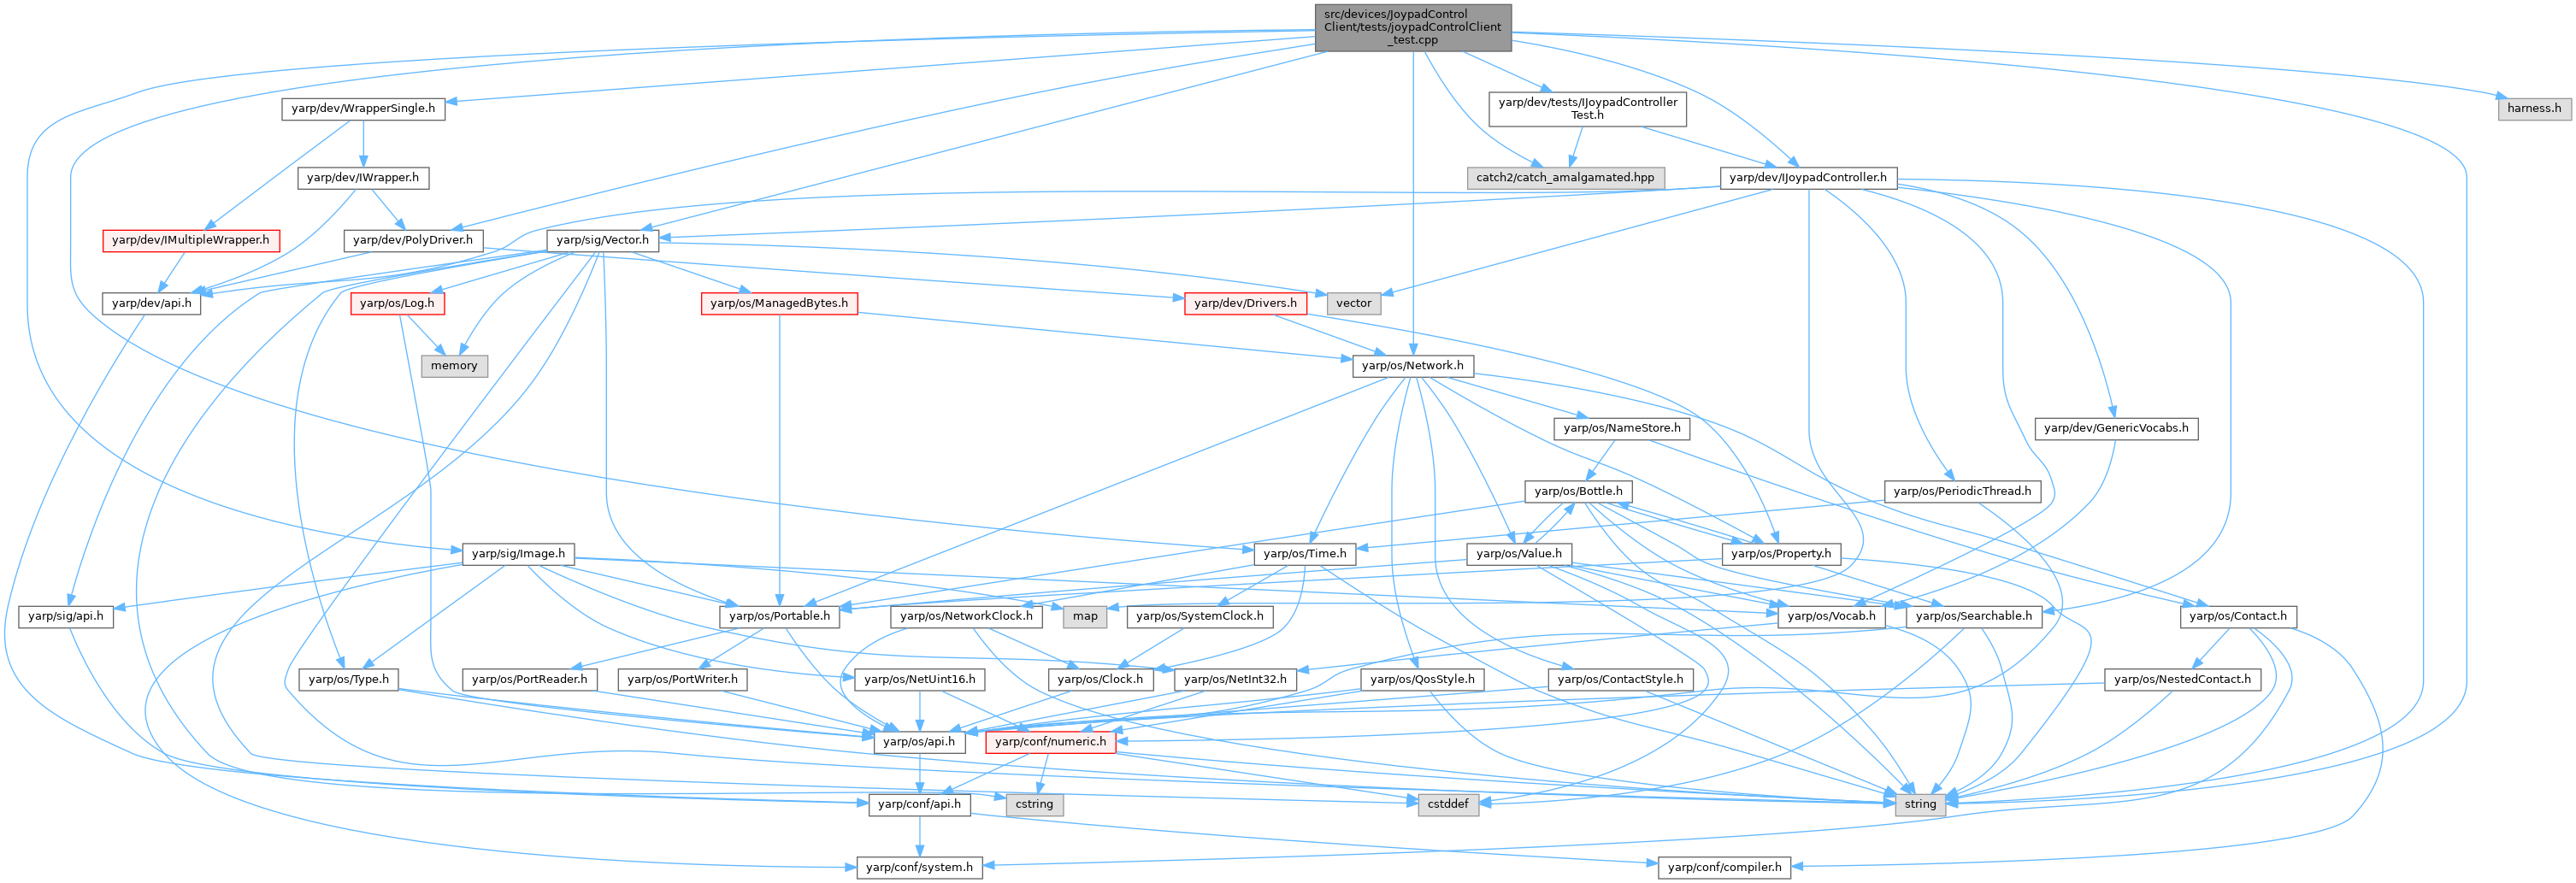 src/devices/JoypadControl
Client/tests/joypadControlClient
_test.cpp
yarp/dev/WrapperSingle.h
yarp/dev/tests/IJoypadController
Test.h
harness.h
yarp/dev/IWrapper.h
catch2/catch_amalgamated.hpp
yarp/dev/IJoypadController.h
yarp/dev/IMultipleWrapper.h
yarp/dev/PolyDriver.h
yarp/sig/Vector.h
yarp/dev/api.h
yarp/os/Log.h
yarp/os/ManagedBytes.h
yarp/dev/Drivers.h
vector
memory
yarp/os/Network.h
yarp/os/NameStore.h
yarp/dev/GenericVocabs.h
yarp/os/Bottle.h
yarp/os/PeriodicThread.h
yarp/sig/Image.h
yarp/os/Time.h
yarp/os/Value.h
yarp/os/Property.h
yarp/sig/api.h
yarp/os/Portable.h
yarp/os/NetworkClock.h
map
yarp/os/SystemClock.h
yarp/os/Vocab.h
yarp/os/Searchable.h
yarp/os/Contact.h
yarp/os/Type.h
yarp/os/PortReader.h
yarp/os/PortWriter.h
yarp/os/NetUint16.h
yarp/os/Clock.h
yarp/os/NetInt32.h
yarp/os/QosStyle.h
yarp/os/ContactStyle.h
yarp/os/NestedContact.h
yarp/os/api.h
yarp/conf/numeric.h
yarp/conf/api.h
cstring
cstddef
string
yarp/conf/system.h
yarp/conf/compiler.h